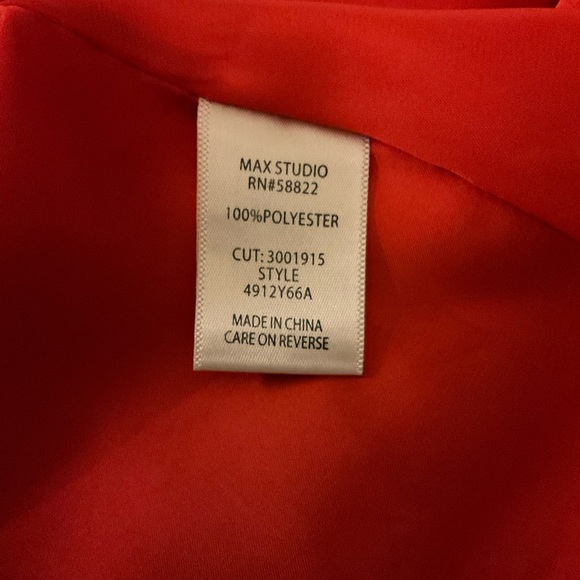 MAX STUDIO
RN#58822
100%POLYESTER
CUT: 3001915
STYLE
4912Y66A
MADE IN CHINA
CARE ON REVERSE